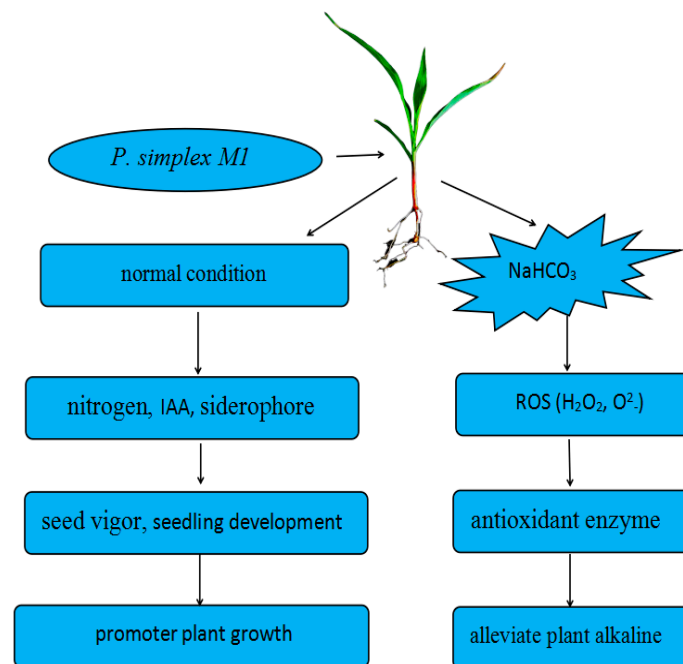 P. simplex M1
normal condition
NaHCO₃
nitrogen, IAA, siderophore
ROS (H₂O₂, O²·)
seed vigor, seedling development
antioxidant enzyme
promoter plant growth
alleviate plant alkaline